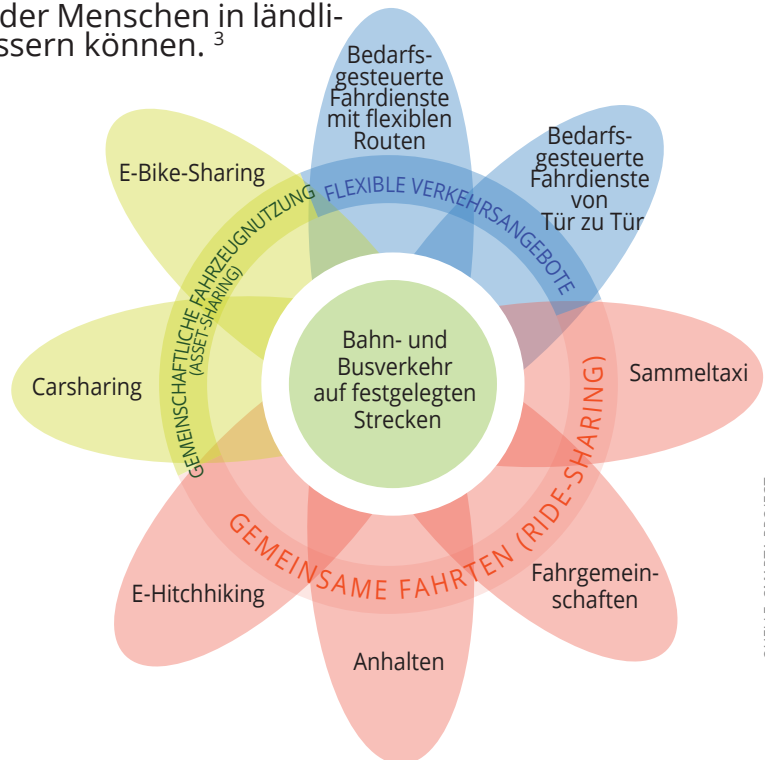 der Menschen in ländli-
ssern können. 3
Bedarfs-
gesteuerte
Fahrdienste
mit flexiblen
Routen
Bedarfs-
gesteuerte
Fahrdienste
von
Tür zu Tür
E-Bike-Sharing
FLEXIBLE VERKEHRSANGEBOTE
GEMEINSCHAFTLICHE FAHRZEUGNUTZUNG
(ASSET-SHARING)
Bahn- und
Busverkehr
auf festgelegten
Strecken
Carsharing
Sammeltaxi
GEMEINSAME FAHRTEN (RIDE-SHARING)
E-Hitchhiking
Fahrgemein-
schaften
Anhalten